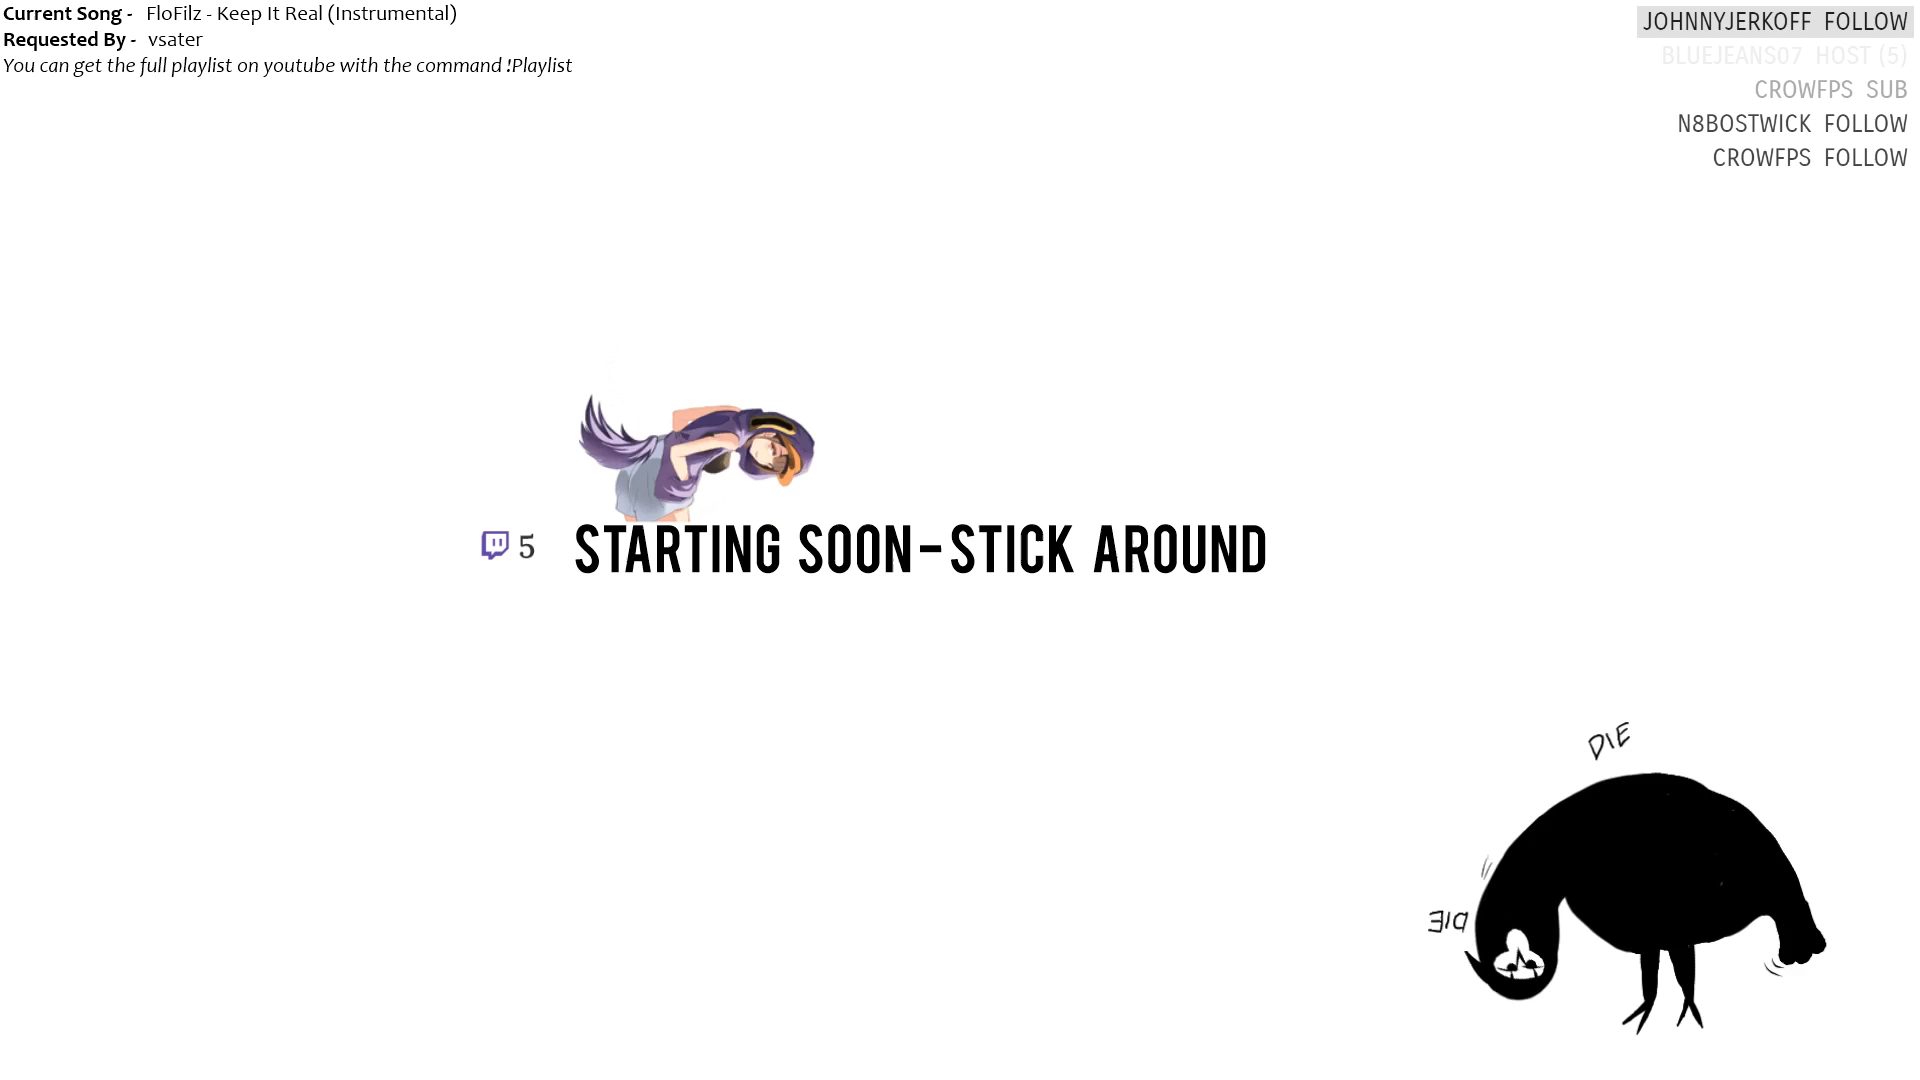 Current Song - FloFilz - Keep It Real (Instrumental)
Requested By - vsater
You can get the full playlist on youtube with the command !Playlist
JOHNNYJERKOFF FOLLOW
BLUEJEANS07 HOST (5)
CROWFPS SUB
N8BOSTWICK FOLLOW
CROWFPS FOLLOW
5 STARTING SOON-STICK AROUND
DIE
DIE